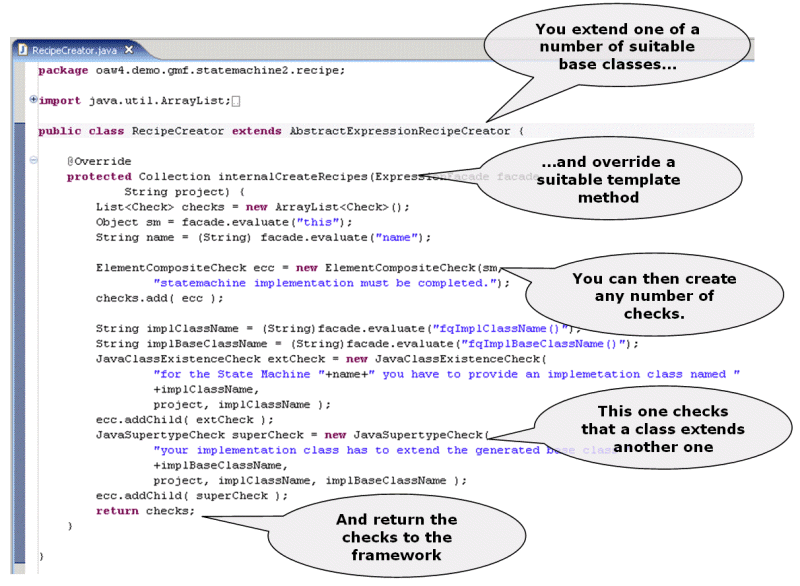 You extend one of a
number of suitable
base classes...
RecipeCreator.java
package oaw4.demo.gmf.statemachine2.recipe;
import java.util.ArrayList;
public class RecipeCreator extends AbstractExpressionRecipeCreator {
@Override
protected Collection internalCreateRecipes(ExpressionFacade facade,
String project) {
...and override a
suitable template
method
List<Check> checks = new ArrayList<Check>();
Object sm = facade.evaluate("this");
String name = (String) facade.evaluate("name");
ElementCompositeCheck ecc = new ElementCompositeCheck(sm,
"statemachine implementation must be completed.");
checks.add( ecc );
You can then create
any number of
checks.
String implClassName = (String)facade.evaluate("fqImplClassName()");
String implBaseClassName = (String)facade.evaluate("fqImplBaseClassName()");
JavaClassExistenceCheck extCheck = new JavaClassExistenceCheck(
"for the State Machine "+name+" you have to provide an implemetation class named "
+implClassName,
project, implClassName );
ecc.addChild( extCheck );
JavaSupertypeCheck superCheck = new JavaSupertypeCheck(
"your implementation class has to extend the generated base class
+implBaseClassName,
project, implClassName, implBaseClassName );
ecc.addChild( superCheck );
return checks;
}
}
This one checks
that a class extends
another one
And return the
checks to the
framework